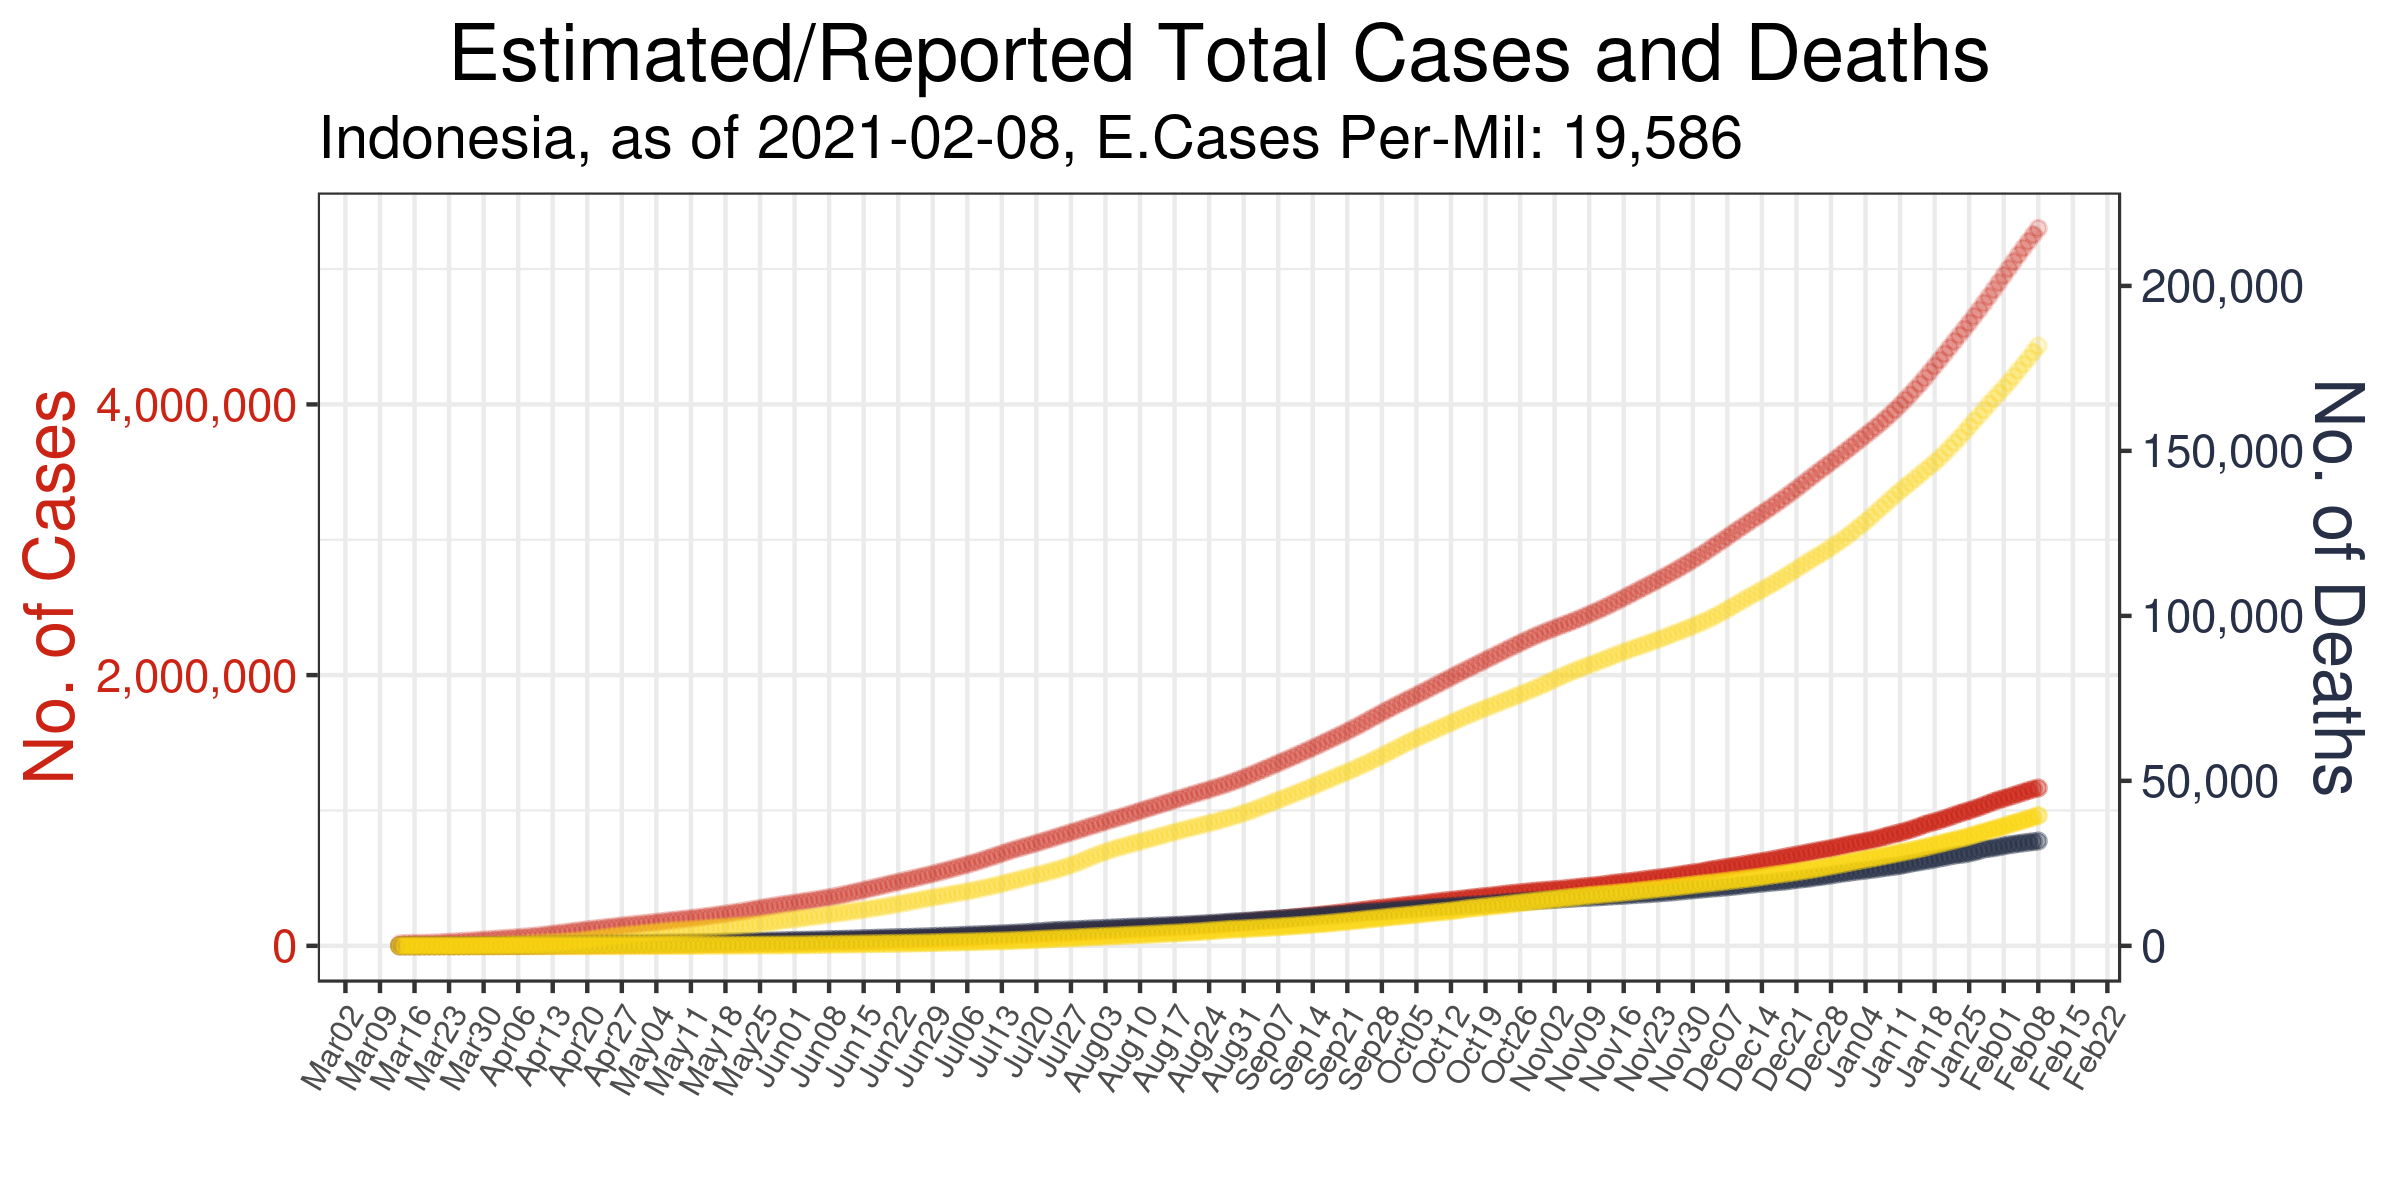 Estimated/Reported Total Cases and Deaths
Indonesia, as of 2021-02-08, E.Cases Per-Mil: 19,586
No. of Cases
4,000,000
2,000,000
0
200,000
150,000
100,000
50,000
0
No. of Deaths
Mar02
Mar09
Mar16
Mar23
Mar30
Apr06
Apr13
Apr20
Apr27
May04
May11
May18
May25
Jun01
Jun08
Jun15
Jun22
Jun29
Jul06
Jul13
Jul20
Jul27
Aug03
Aug10
Aug17
Aug24
Aug31
Sep07
Sep14
Sep21
Sep28
Oct05
Oct12
Oct19
Oct26
Nov02
Nov09
Nov16
Nov23
Nov30
Dec07
Dec14
Dec21
Dec28
Jan04
Jan11
Jan18
Jan25
Feb01
Feb08
Feb15
Feb22